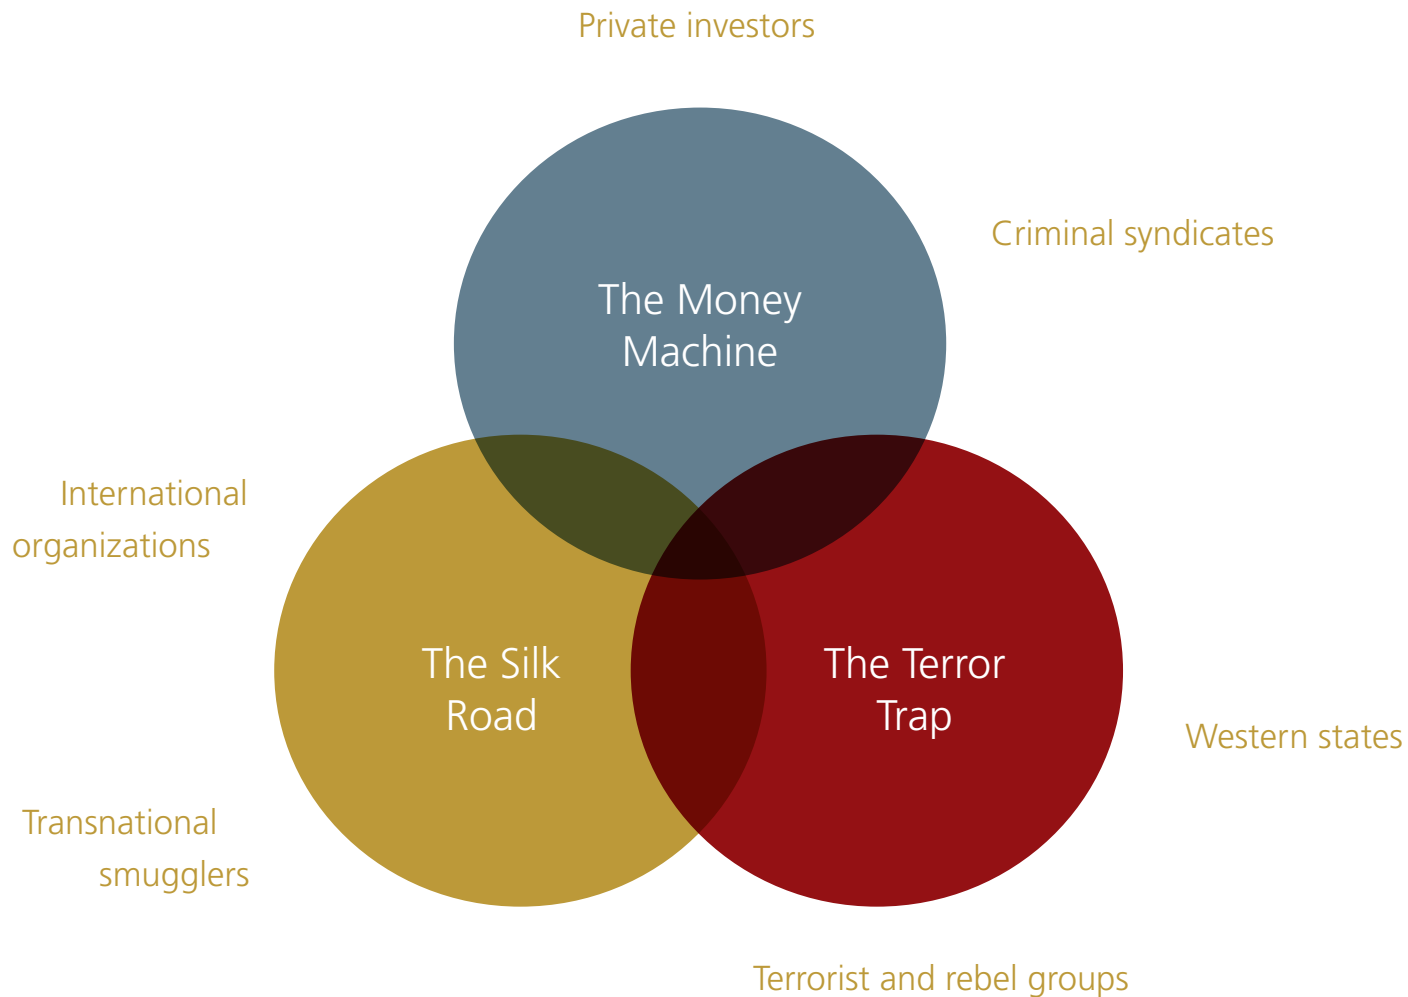 Private investors
Criminal syndicates
The Money
Machine
International
organizations
The Silk
Road
The Terror
Trap
Western states
Transnational
smugglers
Terrorist and rebel groups